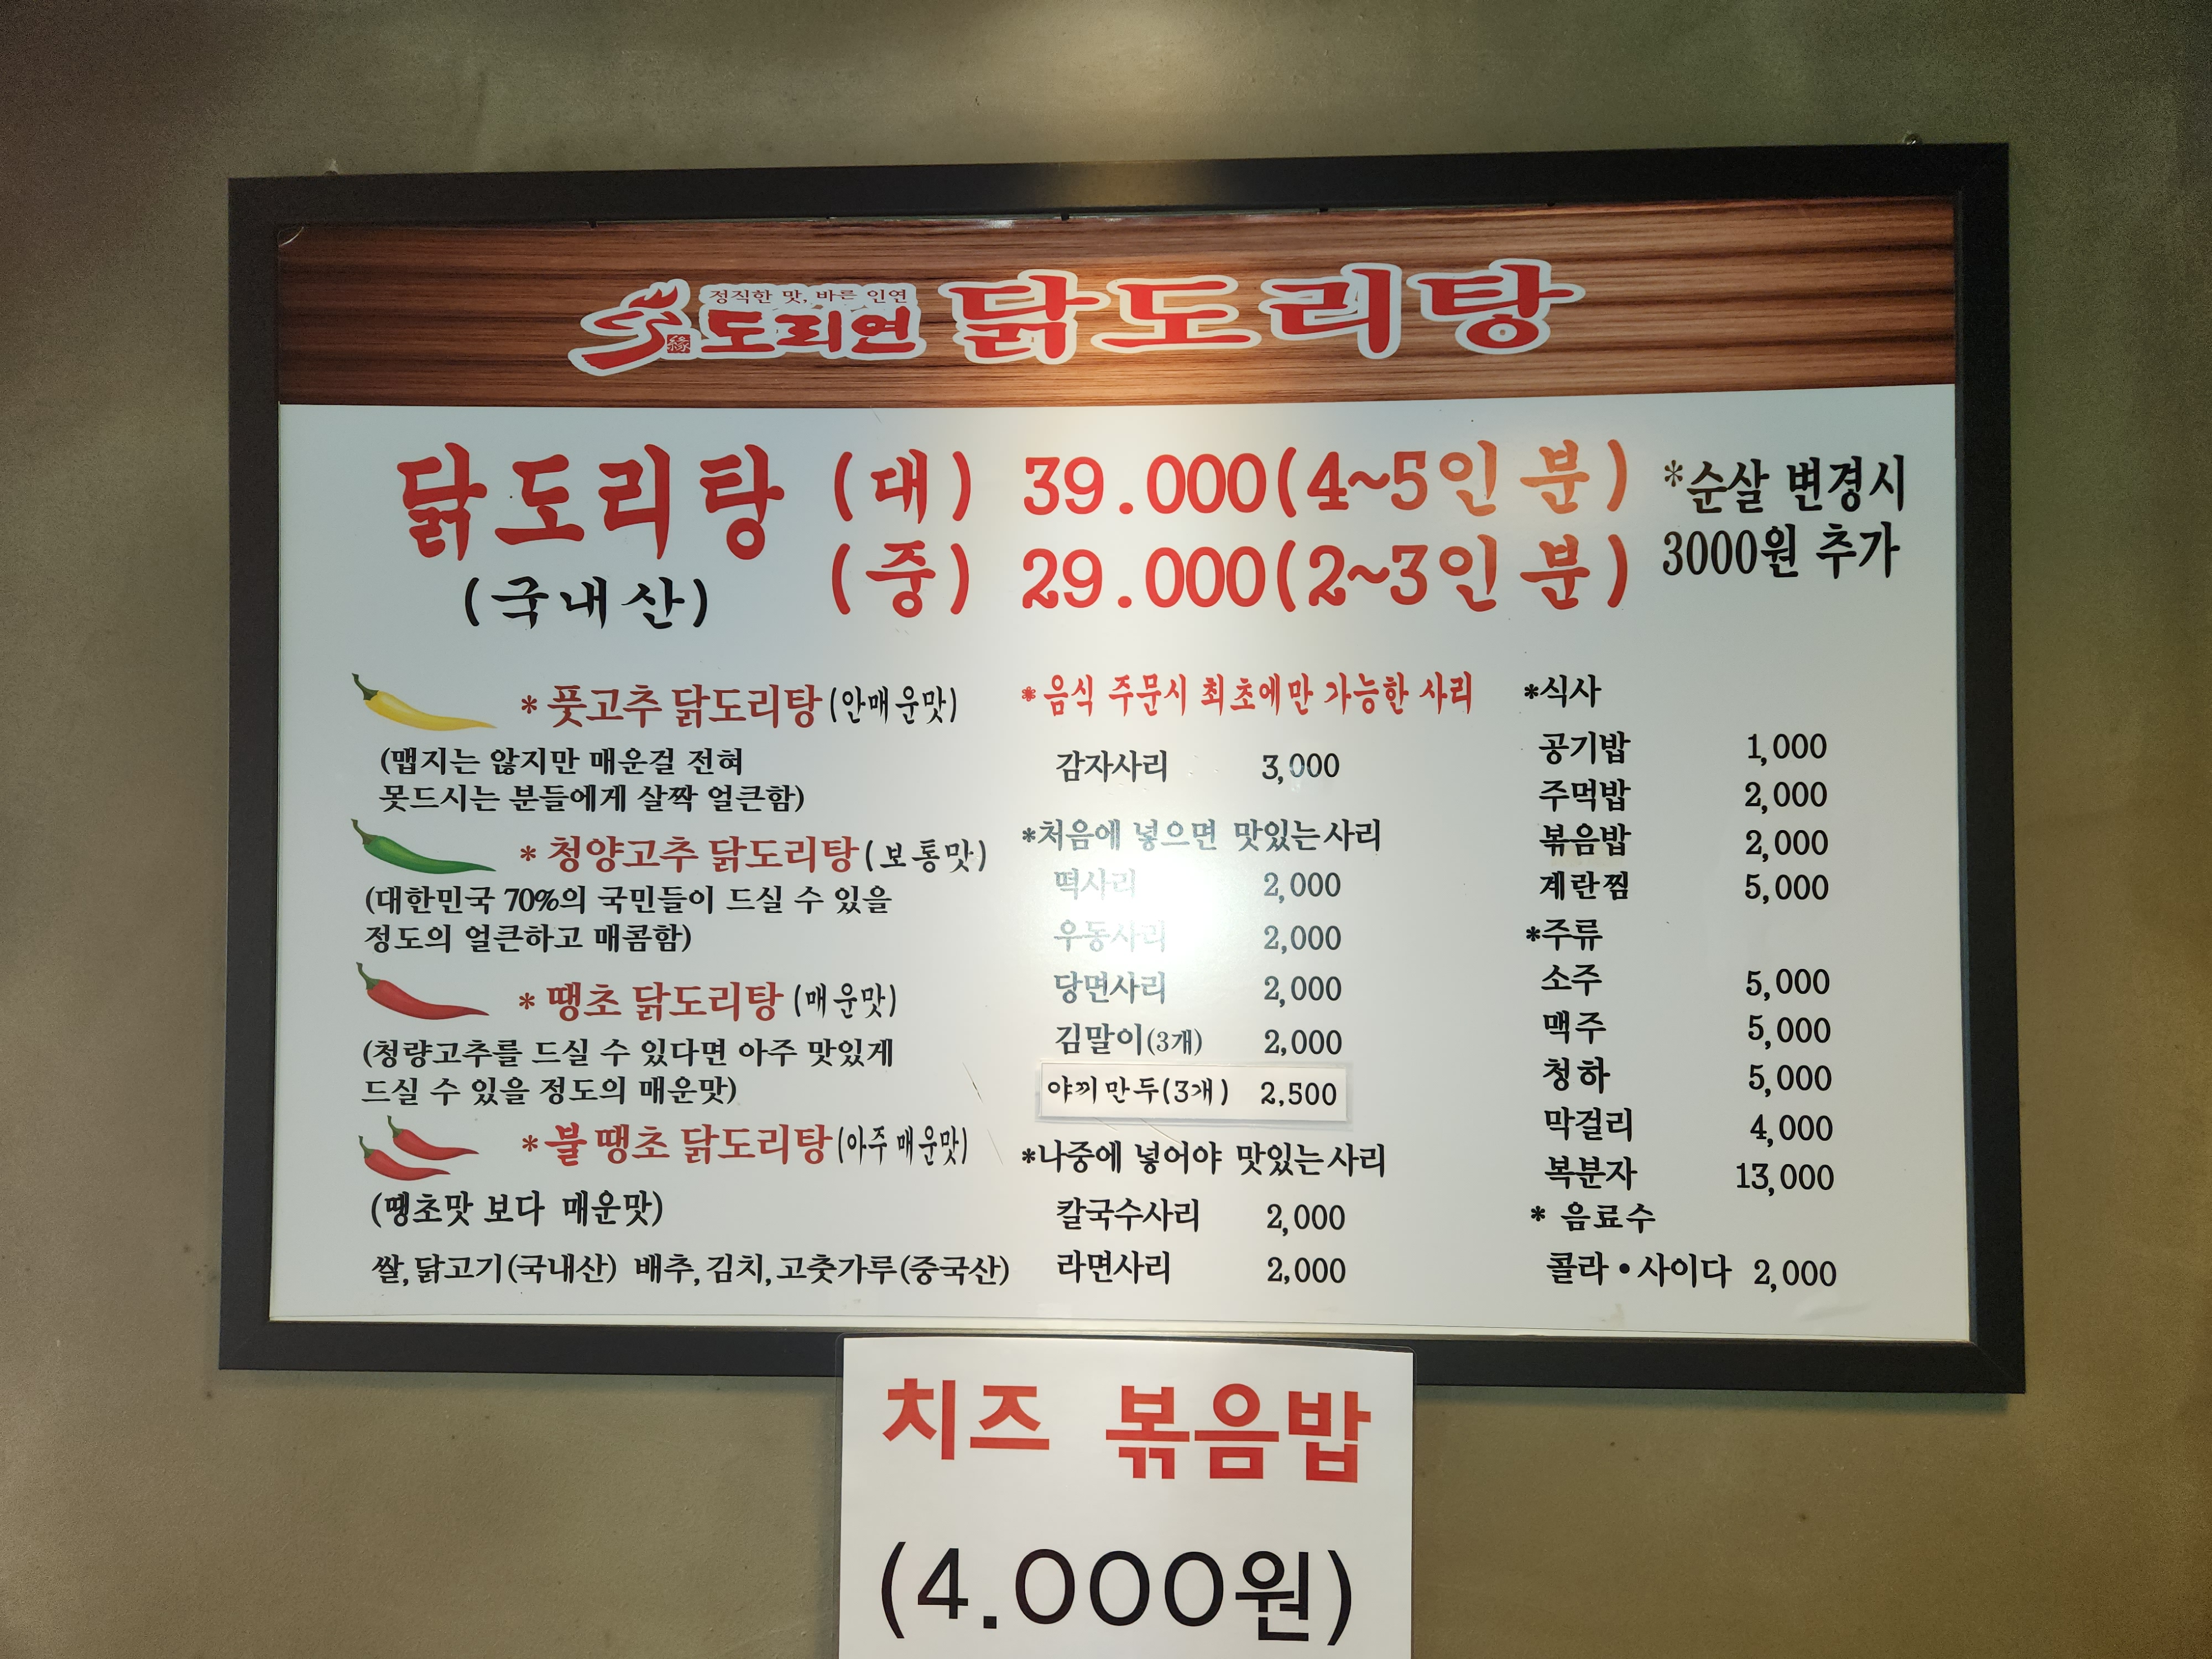 정직한 맛, 바른 인연
도리연 닭도리탕
緣
닭도리탕 (대) 39.000(4~5인분) *순살 변경시
(중) 29.000(2~3인분) 3000원 추가
(국내산)
* 풋고추 닭도리탕(안매운맛)
(맵지는 않지만 매운걸 전혀
못드시는 분들에게 살짝 얼큰함)
* 청양고추 닭도리탕(보통맛)
(대한민국 70%의 국민들이 드실 수 있을
정도의 얼큰하고 매콤함)
* 땡초 닭도리탕 (매운맛)
(청량고추를 드실 수 있다면 아주 맛있게
드실 수 있을 정도의 매운맛)
* 불땡초 닭도리탕(아주 매운맛)
(땡초맛 보다 매운맛)
쌀,닭고기(국내산) 배추,김치,고춧가루(중국산)
* 음식 주문시 최초에만 가능한 사리
감자사리 3,000
*처음에 넣으면 맛있는사리
떡사리 2,000
우동사리 2,000
당면사리 2,000
김말이(3개) 2,000
야끼만두(3개) 2,500
*나중에 넣어야 맛있는사리
칼국수사리 2,000
라면사리 2,000
*식사
공기밥 1,000
주먹밥 2,000
볶음밥 2,000
계란찜 5,000
*주류
소주 5,000
맥주 5,000
청하 5,000
막걸리 4,000
복분자 13,000
* 음료수
콜라•사이다 2,000
치즈 볶음밥
(4.000원)